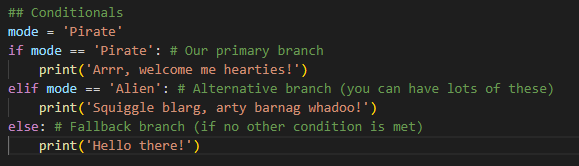 ## Conditionals
mode = 'Pirate'
if mode == 'Pirate': # Our primary branch
    print('Arrr, welcome me hearties!')
elif mode == 'Alien': # Alternative branch (you can have lots of these)
    print('Squiggle blarg, arty barnag whadoo!')
else: # Fallback branch (if no other condition is met)
    print('Hello there!')